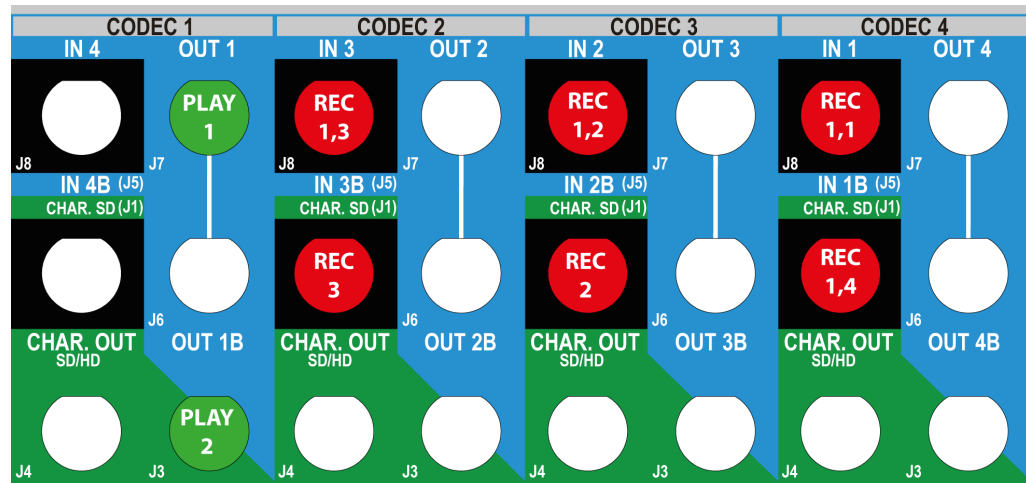 CODEC 1
CODEC 2
CODEC 3
CODEC 4
IN 4
OUT 1
IN 3
OUT 2
IN 2
OUT 3
IN 1
OUT 4
PLAY
1
REC
1,3
REC
1,2
REC
1,1
J8
J7
J8
J7
J8
J7
J8
J7
IN 4B (J5)
IN 3B (J5)
IN 2B (J5)
IN 1B (J5)
CHAR. SD (J1)
CHAR. SD (J1)
CHAR. SD (J1)
CHAR. SD (J1)
REC
3
REC
2
REC
1,4
J6
J6
J6
J6
CHAR. OUT
SD/HD
OUT 1B
CHAR. OUT
SD/HD
OUT 2B
CHAR. OUT
SD/HD
OUT 3B
CHAR. OUT
SD/HD
OUT 4B
PLAY
2
J4
J3
J4
J3
J4
J3
J4
J3